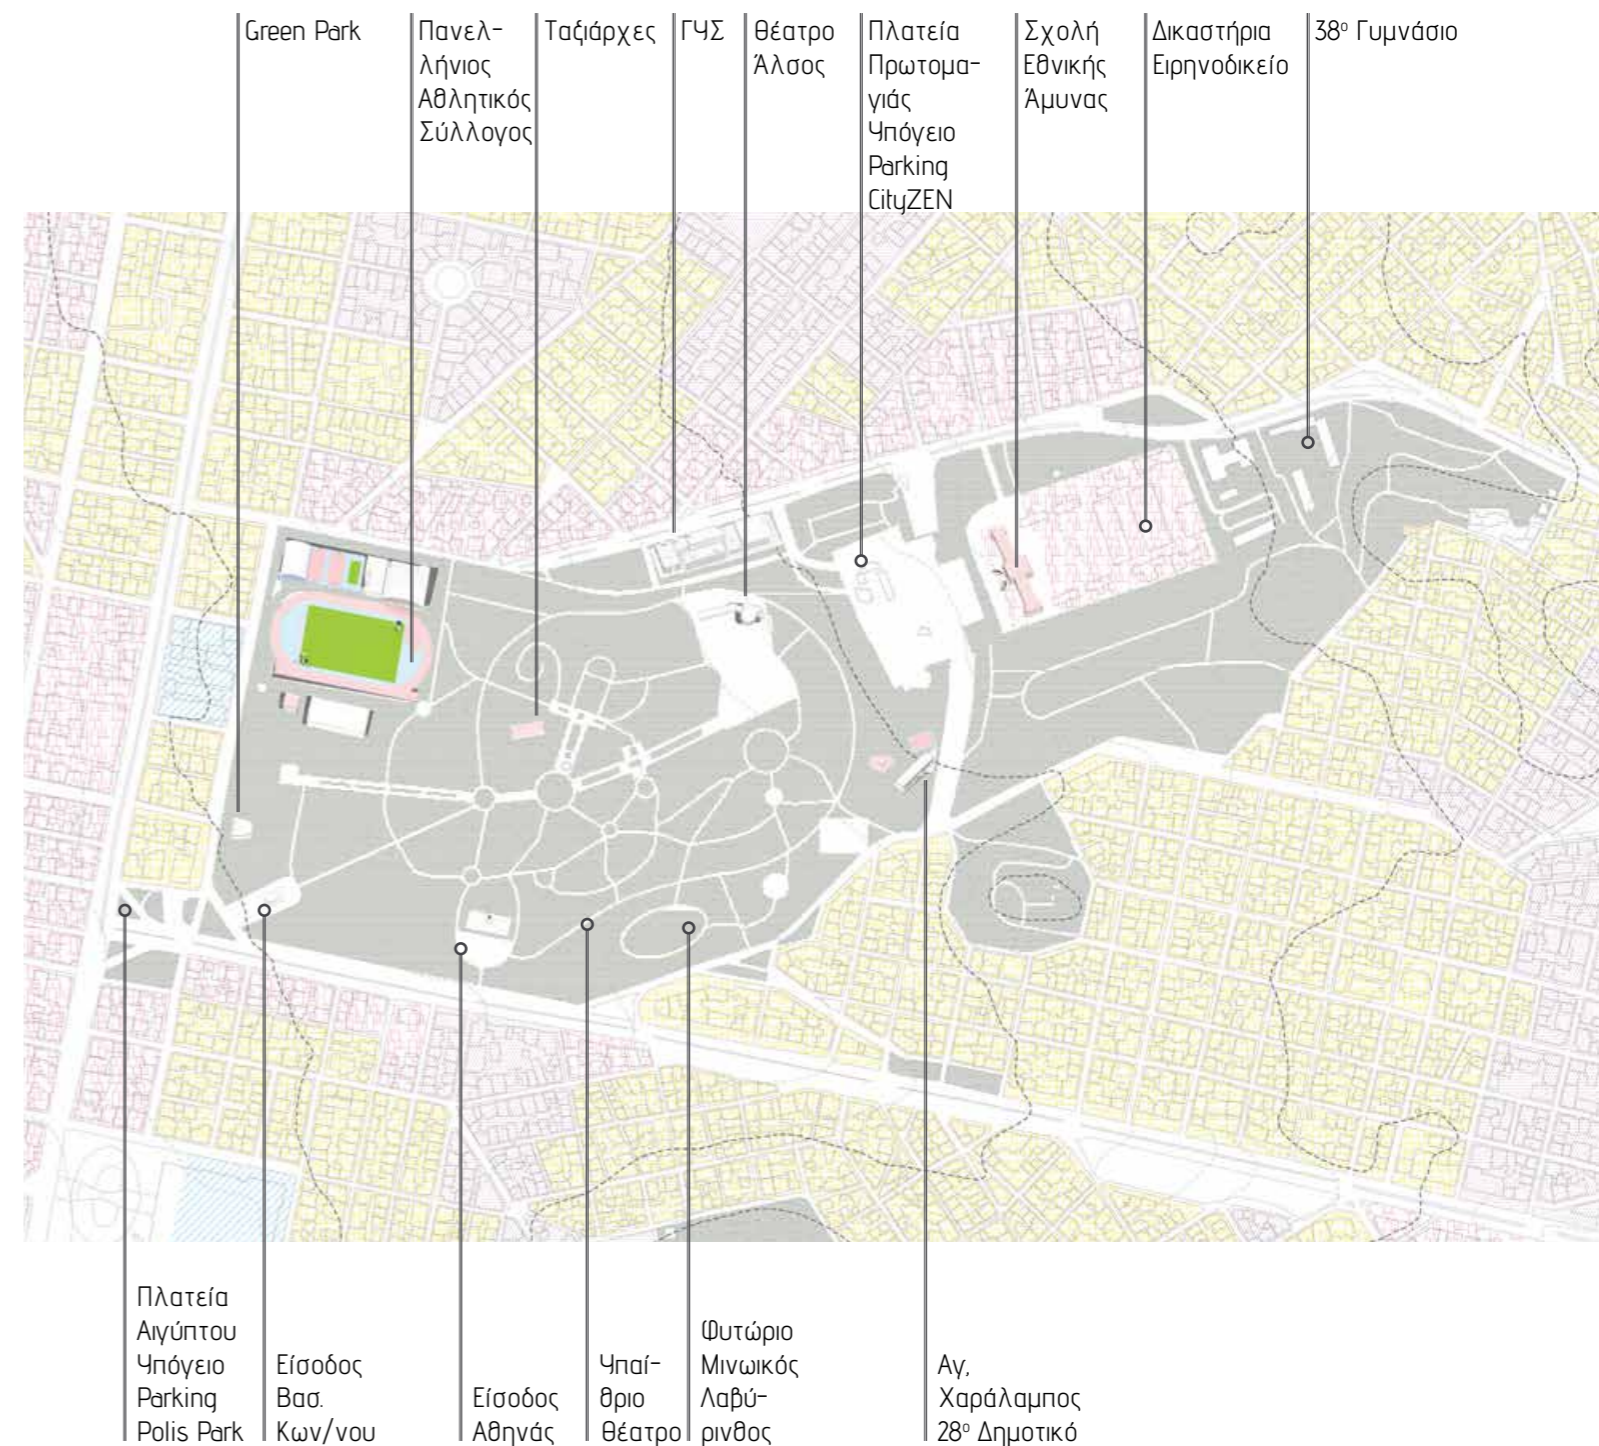 Green Park
Πανελ-
λήνιος
Αθλητικός
Σύλλογος
Ταξιάρχες
ΓΥΣ
Θέατρο
Άλσος
Πλατεία
Πρωτομα-
γιάς
Υπόγειο
Parking
CityZEN
Σχολή
Εθνικής
Άμυνας
Δικαστήρια
Ειρηνοδικείο
38º Γυμνάσιο
Πλατεία
Αιγύπτου
Υπόγειο
Parking
Polis Park
Είσοδος
Βασ.
Κων/νου
Είσοδος
Αθηνάς
Υπαί-
θριο
Θέατρο
Φυτώριο
Μινωικός
Λαβύ-
ρινθος
Αγ,
Χαράλαμπος
28º Δημοτικό